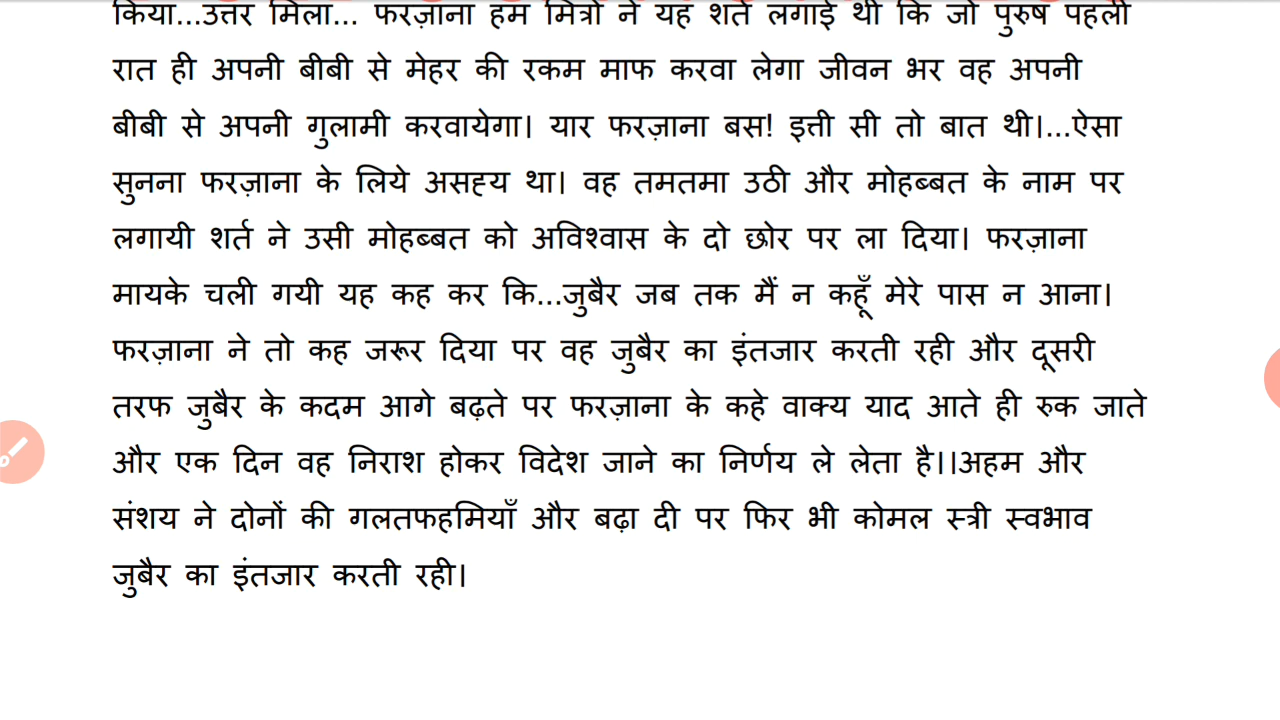 किया...उत्तर मिला... फरज़ाना हम मित्रों ने यह शर्त लगाई थी कि जो पुरुष पहली
रात ही अपनी बीबी से मेहर की रकम माफ करवा लेगा जीवन भर वह अपनी
बीबी से अपनी गुलामी करवायेगा। यार फरज़ाना बस! इत्ती सी तो बात थी।...ऐसा
सुनना फरज़ाना के लिये असह्य था। वह तमतमा उठी और मोहब्बत के नाम पर
लगायी शर्त ने उसी मोहब्बत को अविश्वास के दो छोर पर ला दिया। फरज़ाना
मायके चली गयी यह कह कर कि...जुबैर जब तक मैं न कहूँ मेरे पास न आना।
फरज़ाना ने तो कह जरूर दिया पर वह जुबैर का इंतजार करती रही और दूसरी
तरफ जुबैर के कदम आगे बढ़ते पर फरज़ाना के कहे वाक्य याद आते ही रुक जाते
और एक दिन वह निराश होकर विदेश जाने का निर्णय ले लेता है।।अहम और
संशय ने दोनों की गलतफहमियाँ और बढ़ा दी पर फिर भी कोमल स्त्री स्वभाव
जुबैर का इंतजार करती रही।